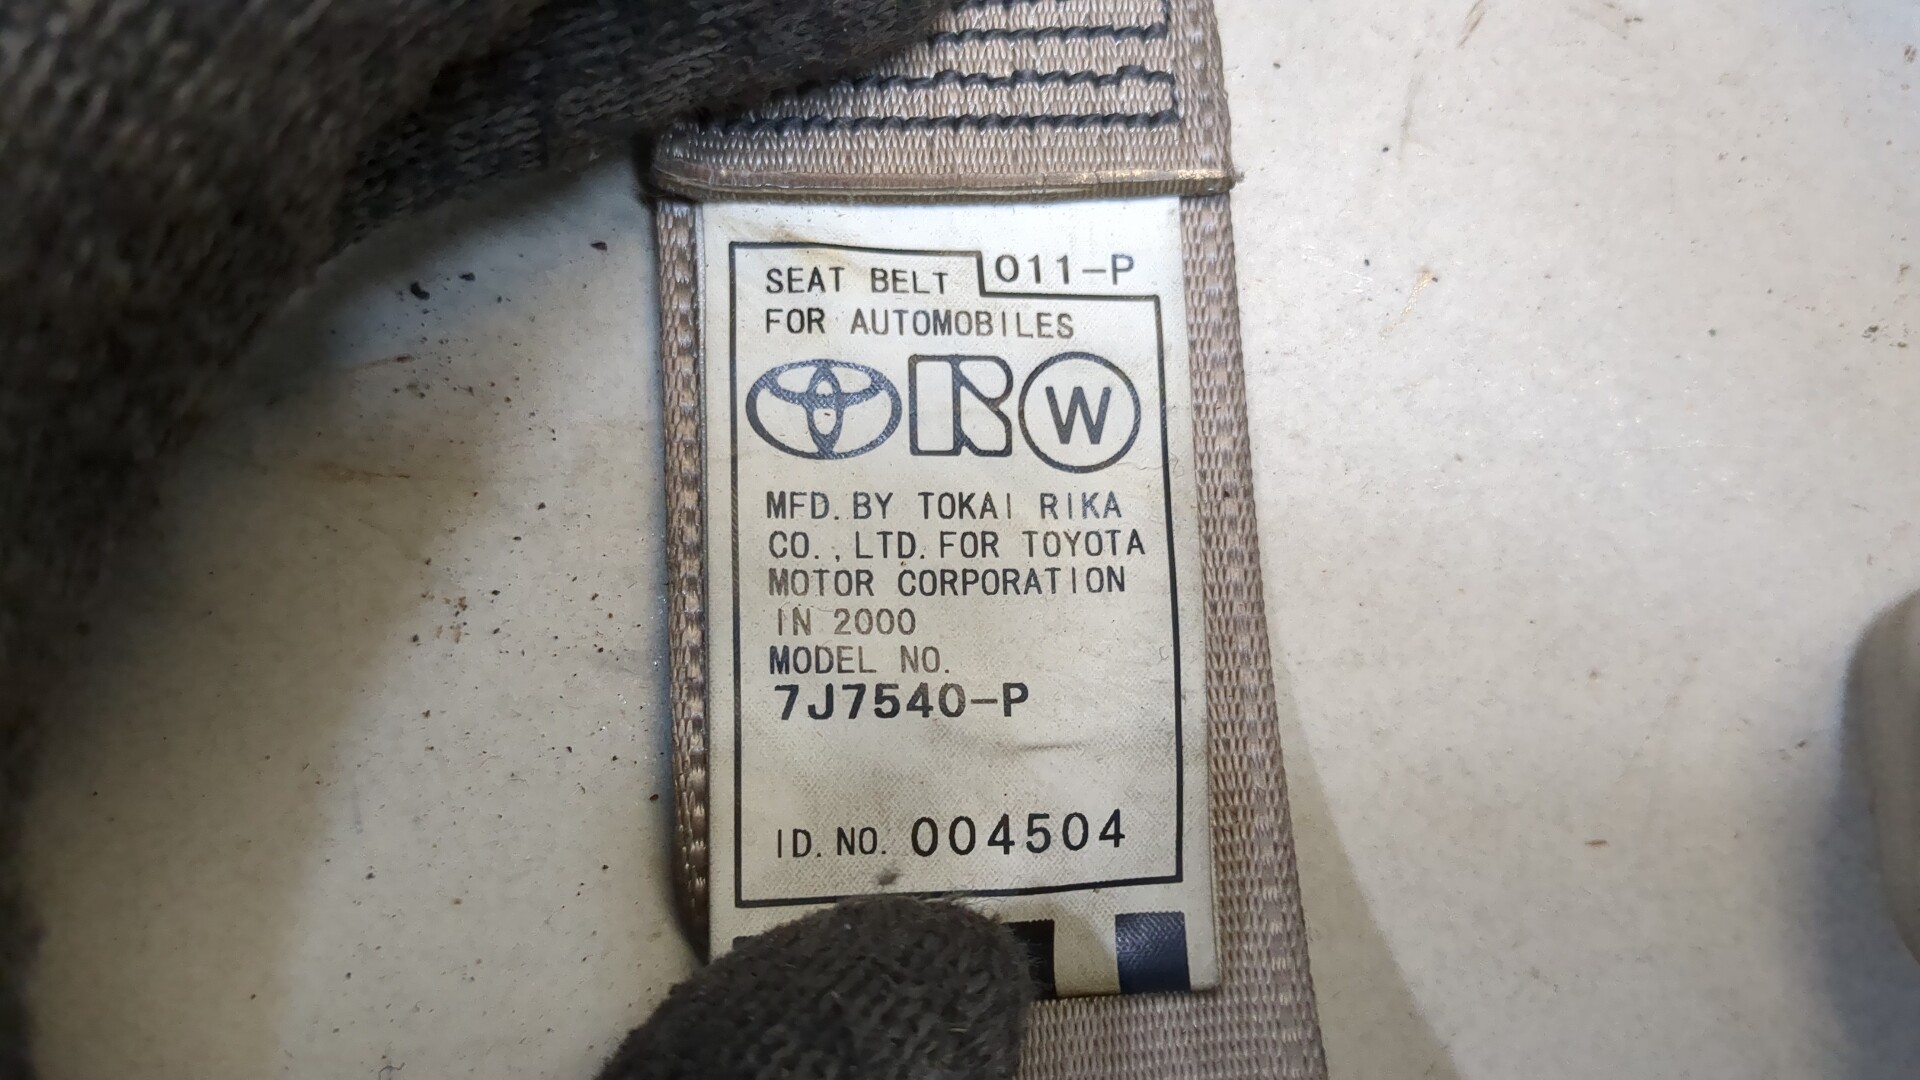 SEAT BELT 011-P
FOR AUTOMOBILES
W
MFD. BY TOKAI RIKA
CO., LTD. FOR TOYOTA
MOTOR CORPORATION
IN 2000
MODEL NO.
7J7540-P
ID. NO. 004504